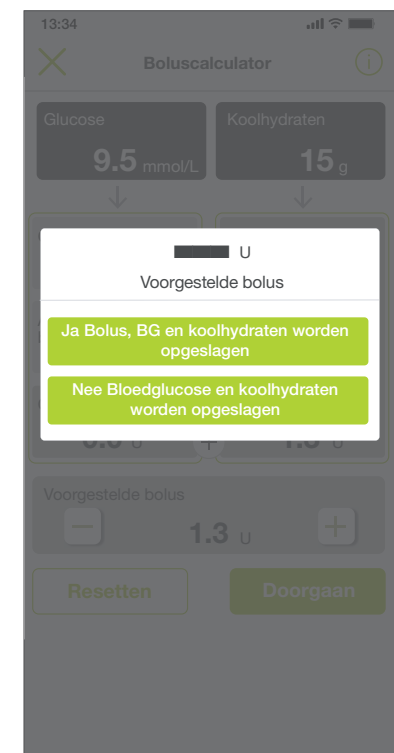 13:34
Boluscalculator
Glucose
Koolhydraten
9.5 mmol/L
15 g
U
Voorgestelde bolus
Ja Bolus, BG en koolhydraten worden
opgeslagen
Nee Bloedglucose en koolhydraten
worden opgeslagen
U
+
U
Voorgestelde bolus
− 1.3 U +
Resetten
Doorgaan